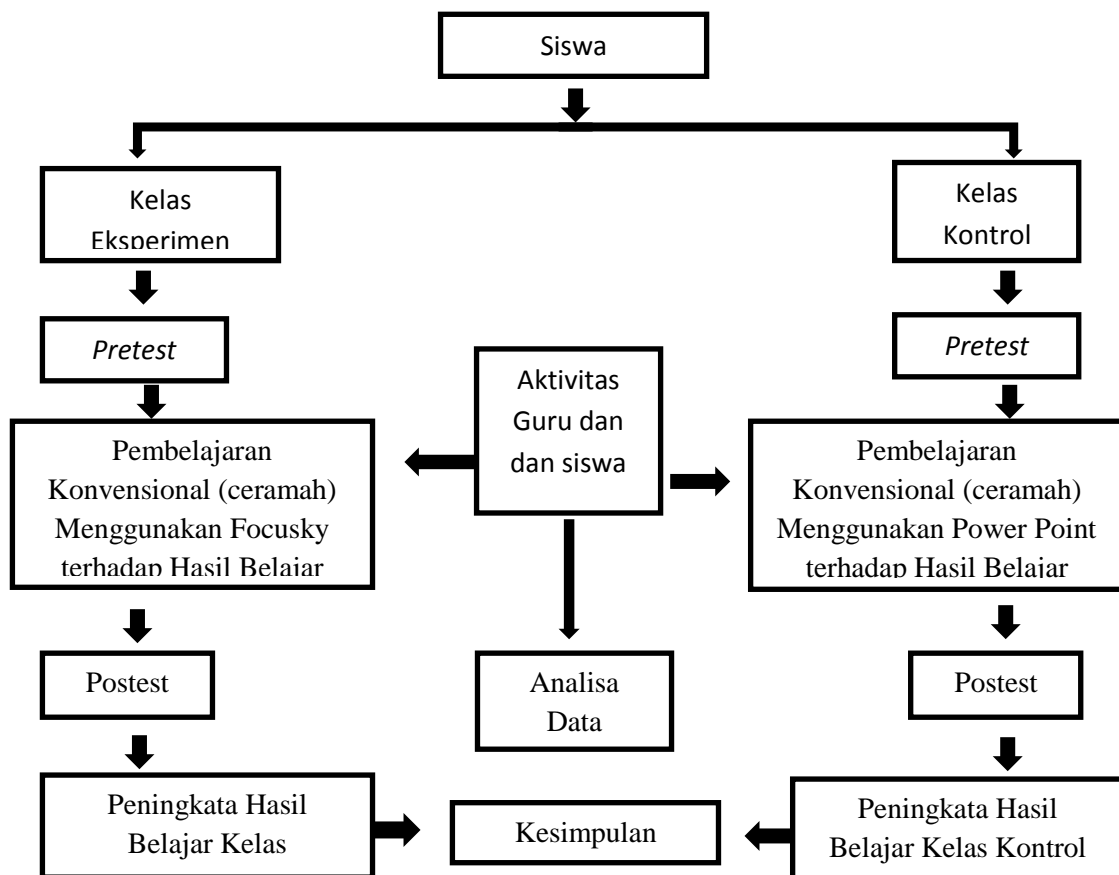 Siswa
Kelas
Eksperimen
Kelas
Kontrol
Pretest
Pretest
Aktivitas
Guru dan
dan siswa
Pembelajaran
Konvensional (ceramah)
Menggunakan Focusky
terhadap Hasil Belajar
Pembelajaran
Konvensional (ceramah)
Menggunakan Power Point
terhadap Hasil Belajar
Postest
Analisa
Data
Postest
Peningkata Hasil
Belajar Kelas
Kesimpulan
Peningkata Hasil
Belajar Kelas Kontrol